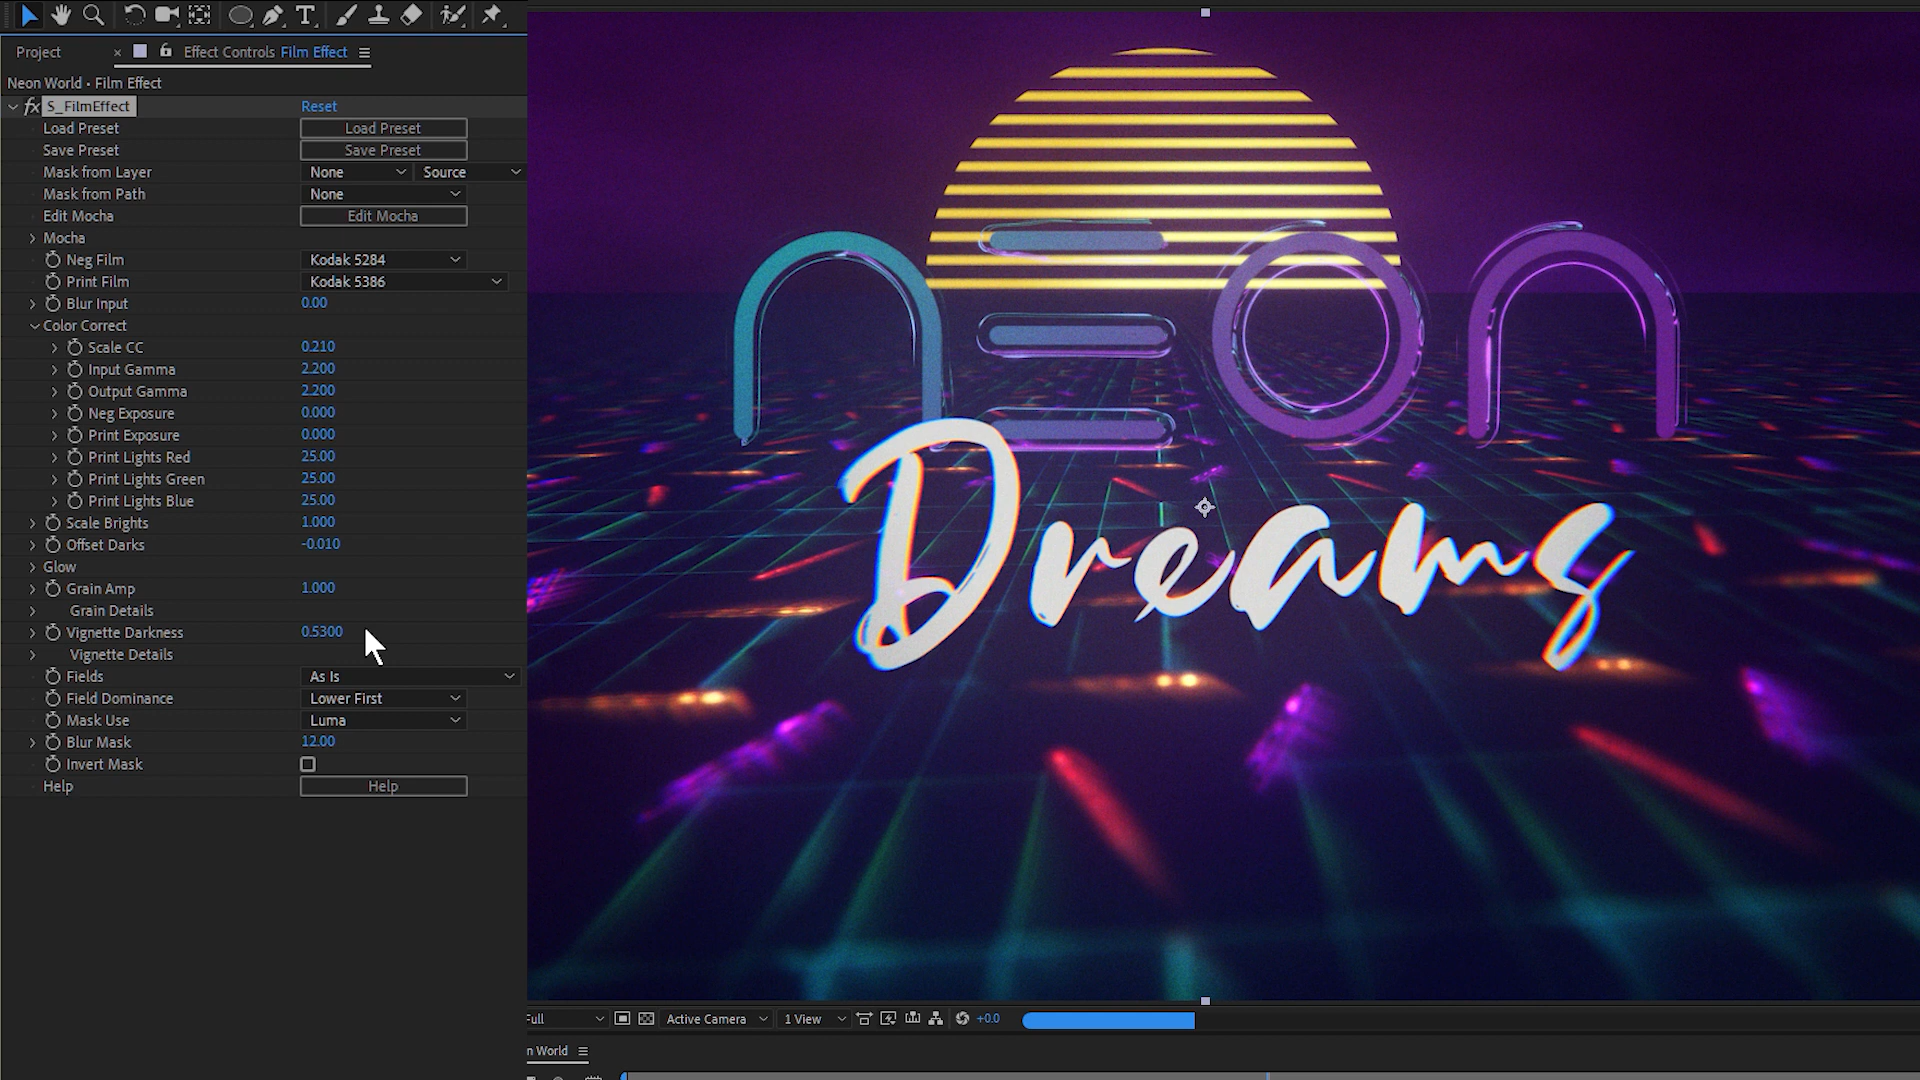 Project
× Effect Controls Film Effect
Neon World · Film Effect
fx S_FilmEffect Reset
Load Preset Load Preset
Save Preset Save Preset
Mask from Layer None Source
Mask from Path None
Edit Mocha Edit Mocha
Mocha
Neg Film Kodak 5284
Print Film Kodak 5386
Blur Input 0.00
Color Correct
Scale CC 0.210
Input Gamma 2.200
Output Gamma 2.200
Neg Exposure 0.000
Print Exposure 0.000
Print Lights Red 25.00
Print Lights Green 25.00
Print Lights Blue 25.00
Scale Brights 1.000
Offset Darks -0.010
Glow
Grain Amp 1.000
Grain Details
Vignette Darkness 0.5300
Vignette Details
Fields As Is
Field Dominance Lower First
Mask Use Luma
Blur Mask 12.00
Invert Mask
Help Help
neon
Dreams
Full Active Camera 1 View +0.0
n World